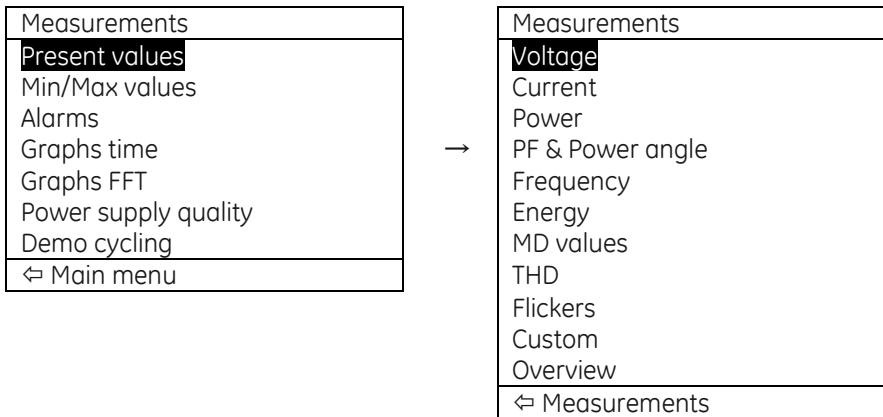 Measurements
Present values
Min/Max values
Alarms
Graphs time
Graphs FFT
Power supply quality
Demo cycling
⇦ Main menu
→
Measurements
Voltage
Current
Power
PF & Power angle
Frequency
Energy
MD values
THD
Flickers
Custom
Overview
⇦ Measurements